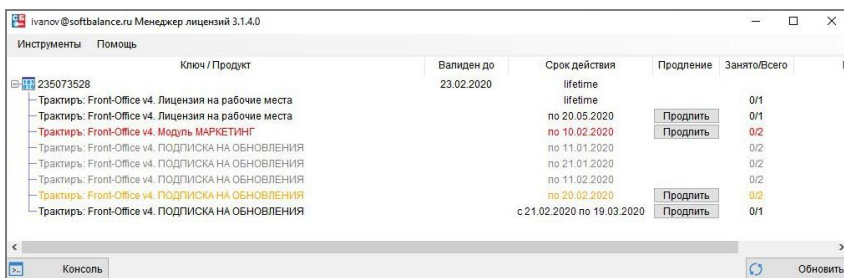 ivanov@softbalance.ru Менеджер лицензий 3.1.4.0
Инструменты Помощь
Ключ / Продукт Валиден до Срок действия Продление Занято/Всего
235073528 23.02.2020 lifetime
Трактиръ: Front-Office v4. Лицензия на рабочие места lifetime 0/1
Трактиръ: Front-Office v4. Лицензия на рабочие места по 20.05.2020 Продлить 0/1
Трактиръ: Front-Office v4. Модуль МАРКЕТИНГ по 10.02.2020 Продлить 0/2
Трактиръ: Front-Office v4. ПОДПИСКА НА ОБНОВЛЕНИЯ по 11.01.2020 0/2
Трактиръ: Front-Office v4. ПОДПИСКА НА ОБНОВЛЕНИЯ по 21.01.2020 0/2
Трактиръ: Front-Office v4. ПОДПИСКА НА ОБНОВЛЕНИЯ по 11.02.2020 0/2
Трактиръ: Front-Office v4. ПОДПИСКА НА ОБНОВЛЕНИЯ по 20.02.2020 Продлить 0/2
Трактиръ: Front-Office v4. ПОДПИСКА НА ОБНОВЛЕНИЯ с 21.02.2020 по 19.03.2020 Продлить 0/1
Консоль Обновить